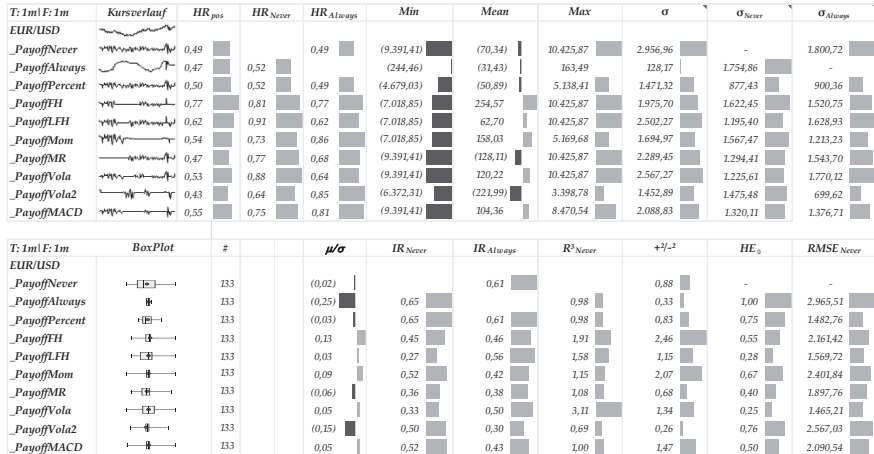 T: 1m| F: 1m Kursverlauf HR pos HR Never HR Always Min Mean Max σ σ Never σ Always
EUR/USD
_PayoffNever 0,49 0,49 (9.391,41) (70,34) 10.425,87 2.956,96 - 1.800,72
_PayoffAlways 0,47 0,52 (244,46) (31,43) 163,49 128,17 1.754,86 -
_PayoffPercent 0,50 0,52 0,49 (4.679,03) (50,89) 5.138,41 1.471,32 877,43 900,36
_PayoffFH 0,77 0,81 0,77 (7.018,85) 254,57 10.425,87 1.975,70 1.622,45 1.520,75
_PayoffLFH 0,62 0,91 0,62 (7.018,85) 62,70 10.425,87 2.502,27 1.195,40 1.628,93
_PayoffMom 0,54 0,73 0,86 (7.018,85) 158,03 5.169,68 1.694,97 1.567,47 1.213,23
_PayoffMR 0,47 0,77 0,68 (9.391,41) (128,11) 10.425,87 2.289,45 1.294,41 1.543,70
_PayoffVola 0,53 0,88 0,64 (9.391,41) 120,22 10.425,87 2.567,27 1.225,61 1.770,12
_PayoffVola2 0,43 0,64 0,85 (6.372,31) (221,99) 3.398,78 1.452,89 1.475,48 699,62
_PayoffMACD 0,55 0,75 0,81 (9.391,41) 104,36 8.470,54 2.088,83 1.320,11 1.376,71
T: 1m| F: 1m BoxPlot # μ/σ IR Never IR Always R³ Never +²/-² HE 0 RMSE Never
EUR/USD
_PayoffNever 133 (0,02) 0,61 0,88 - -
_PayoffAlways 133 (0,25) 0,65 0,98 0,33 1,00 2.965,51
_PayoffPercent 133 (0,03) 0,65 0,61 0,98 0,83 0,75 1.482,76
_PayoffFH 133 0,13 0,45 0,46 1,91 2,46 0,55 2.161,42
_PayoffLFH 133 0,03 0,27 0,56 1,58 1,15 0,28 1.569,72
_PayoffMom 133 0,09 0,52 0,42 1,15 2,07 0,67 2.401,84
_PayoffMR 133 (0,06) 0,36 0,38 1,08 0,68 0,40 1.897,76
_PayoffVola 133 0,05 0,33 0,50 3,11 1,34 0,25 1.465,21
_PayoffVola2 133 (0,15) 0,50 0,30 0,69 0,26 0,76 2.567,03
_PayoffMACD 133 0,05 0,52 0,43 1,00 1,47 0,50 2.090,54